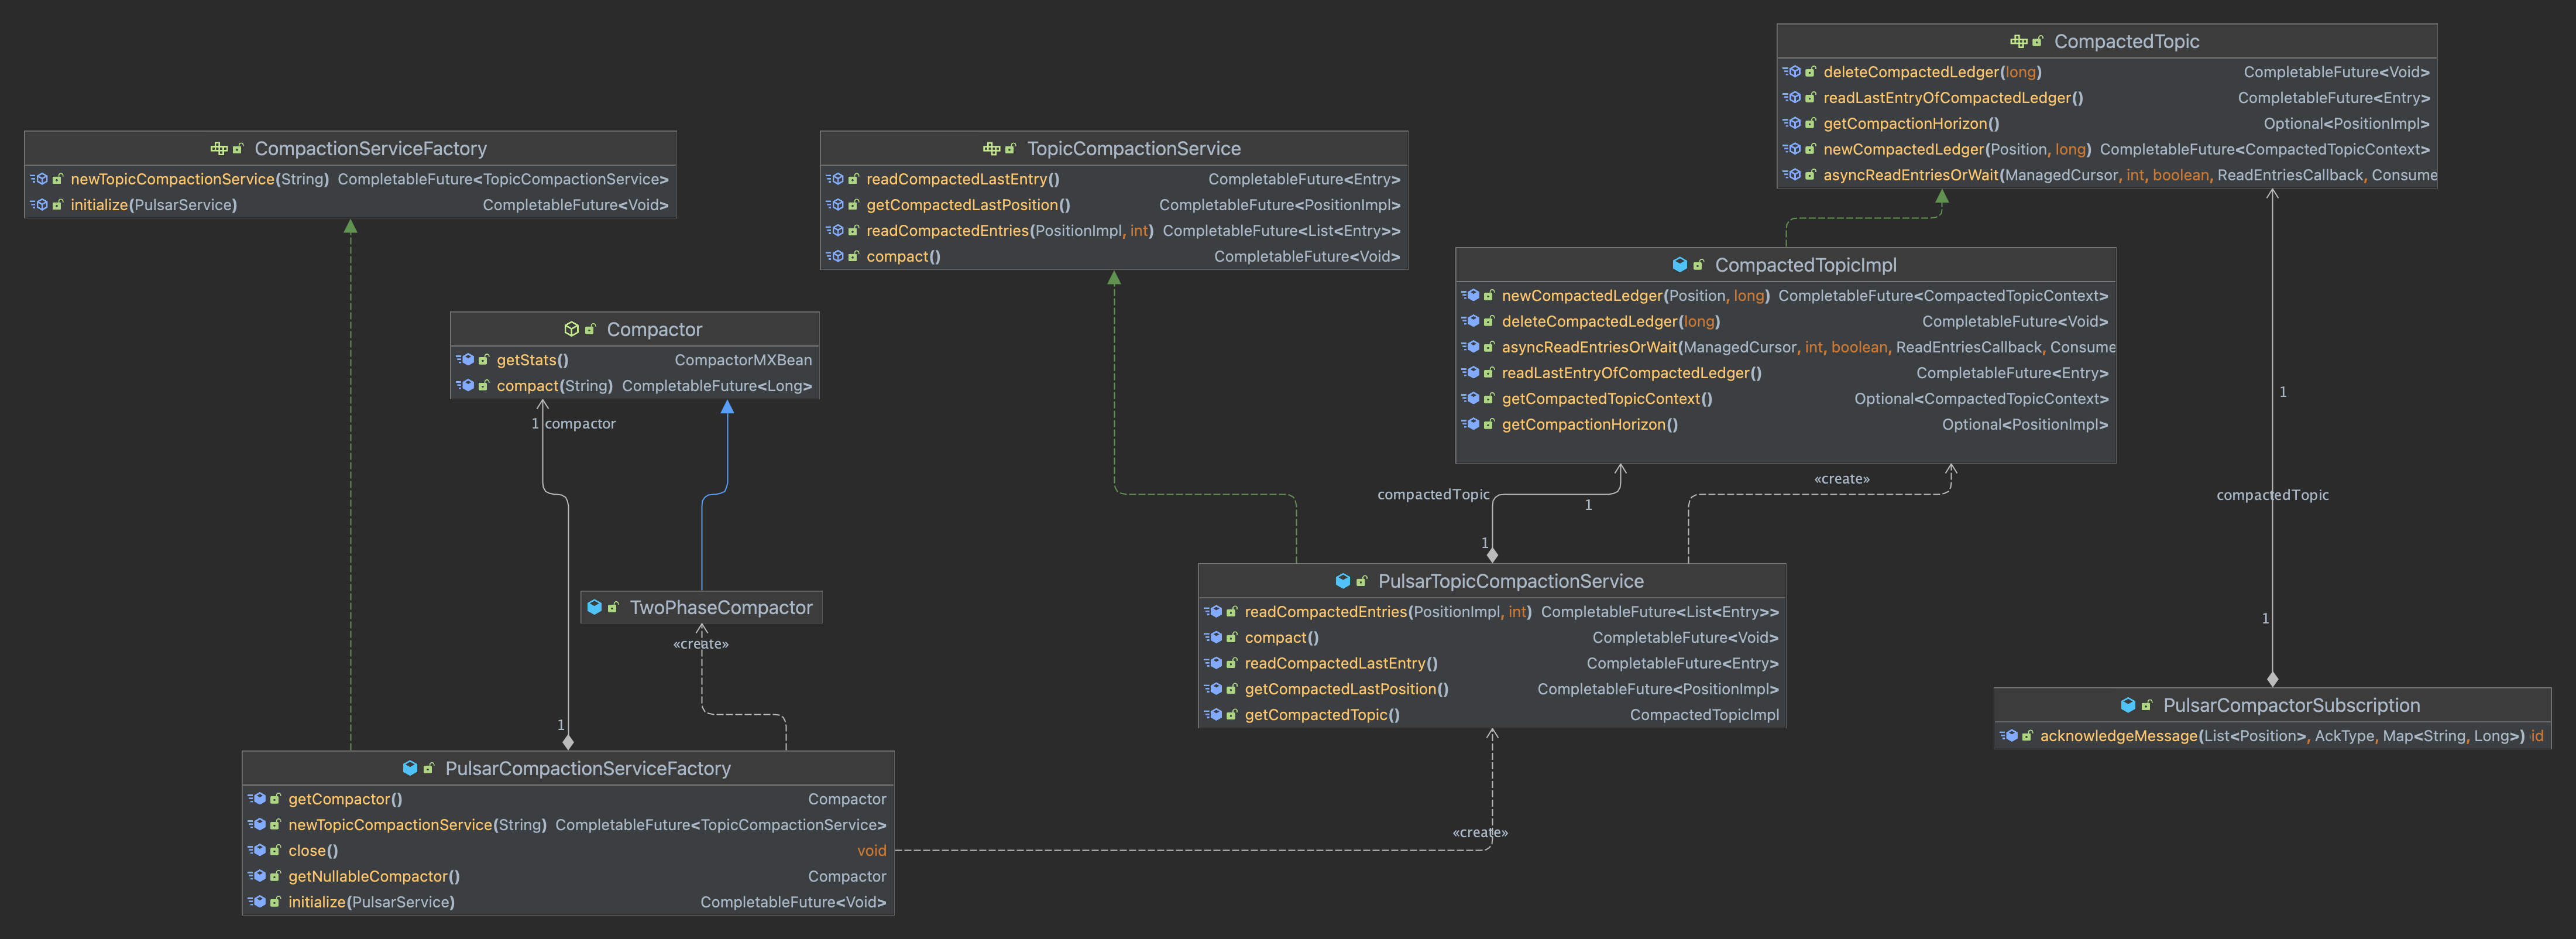 CompactedTopic
deleteCompactedLedger(long) CompletableFuture<Void>
readLastEntryOfCompactedLedger() CompletableFuture<Entry>
getCompactionHorizon() Optional<PositionImpl>
newCompactedLedger(Position, long) CompletableFuture<CompactedTopicContext>
asyncReadEntriesOrWait(ManagedCursor, int, boolean, ReadEntriesCallback, Consume
CompactionServiceFactory
newTopicCompactionService(String) CompletableFuture<TopicCompactionService>
initialize(PulsarService) CompletableFuture<Void>
TopicCompactionService
readCompactedLastEntry() CompletableFuture<Entry>
getCompactedLastPosition() CompletableFuture<PositionImpl>
readCompactedEntries(PositionImpl, int) CompletableFuture<List<Entry>>
compact() CompletableFuture<Void>
CompactedTopicImpl
newCompactedLedger(Position, long) CompletableFuture<CompactedTopicContext>
deleteCompactedLedger(long) CompletableFuture<Void>
asyncReadEntriesOrWait(ManagedCursor, int, boolean, ReadEntriesCallback, Consume
readLastEntryOfCompactedLedger() CompletableFuture<Entry>
getCompactedTopicContext() Optional<CompactedTopicContext>
getCompactionHorizon() Optional<PositionImpl>
Compactor
getStats() CompactorMXBean
compact(String) CompletableFuture<Long>
1 compactor
1
compactedTopic
1
«create»
compactedTopic
1
1
1
TwoPhaseCompactor
«create»
PulsarTopicCompactionService
readCompactedEntries(PositionImpl, int) CompletableFuture<List<Entry>>
compact() CompletableFuture<Void>
readCompactedLastEntry() CompletableFuture<Entry>
getCompactedLastPosition() CompletableFuture<PositionImpl>
getCompactedTopic() CompactedTopicImpl
PulsarCompactorSubscription
acknowledgeMessage(List<Position>, AckType, Map<String, Long>) id
1
PulsarCompactionServiceFactory
getCompactor() Compactor
newTopicCompactionService(String) CompletableFuture<TopicCompactionService>
close() void
getNullableCompactor() Compactor
initialize(PulsarService) CompletableFuture<Void>
«create»